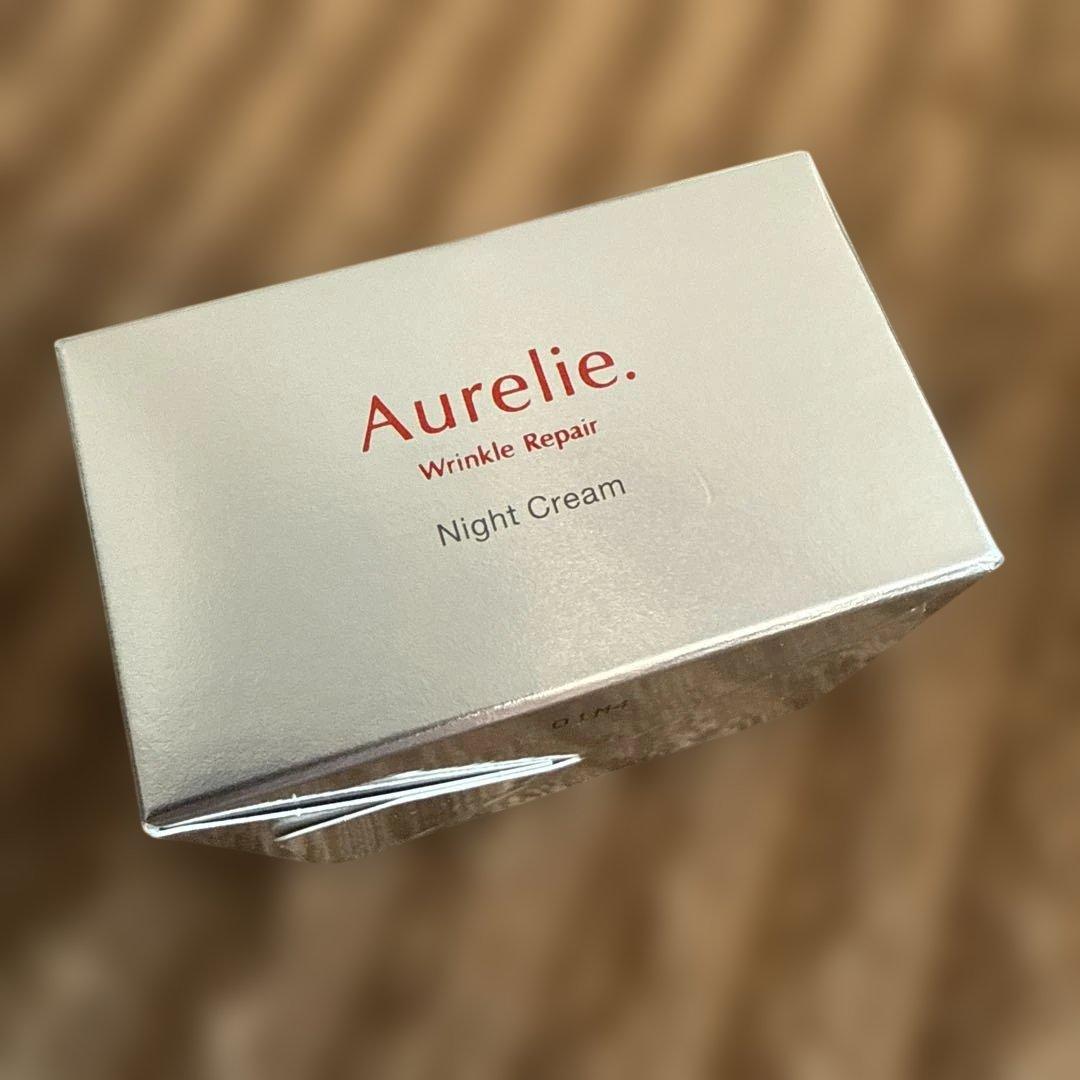 Aurelie.
Wrinkle Repair
Night Cream